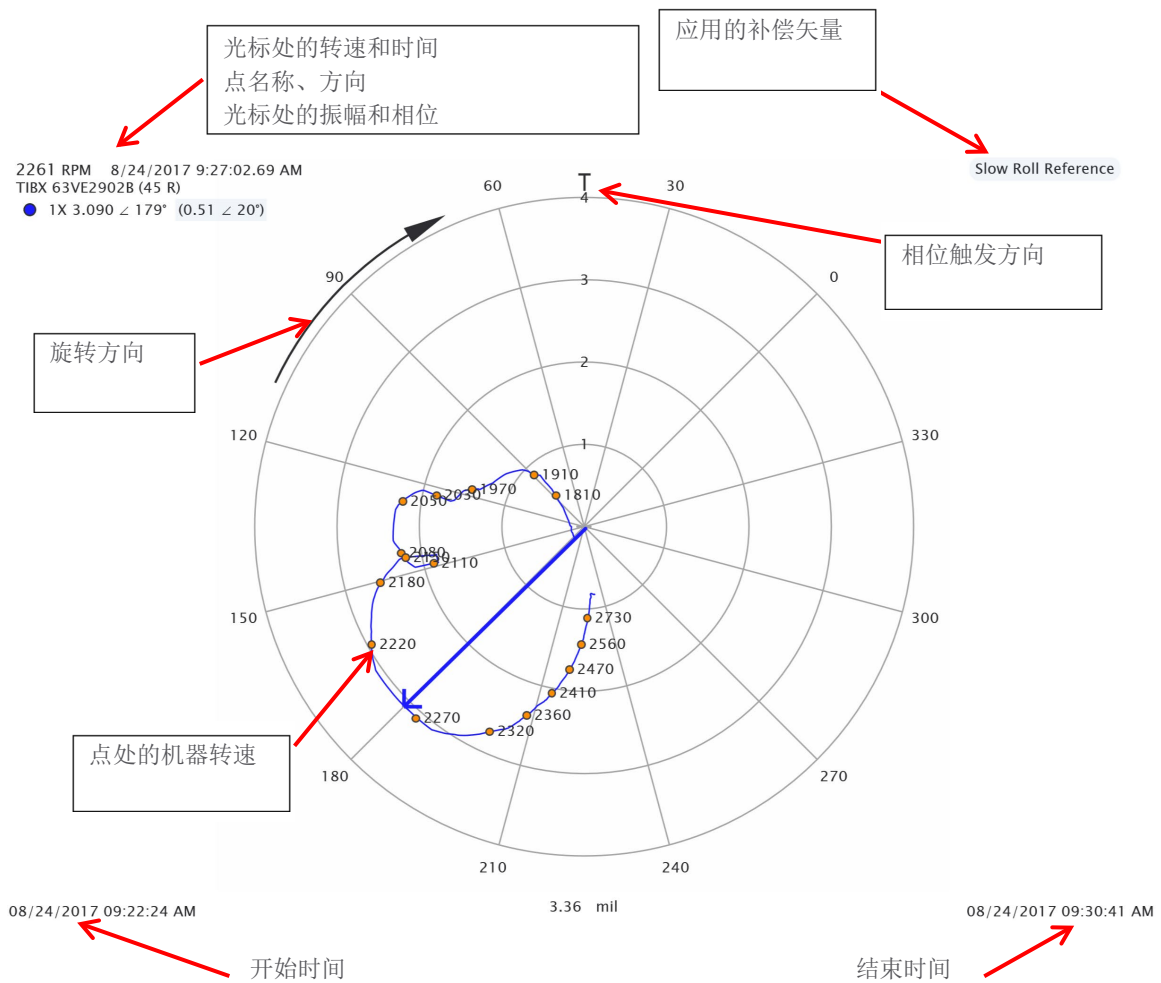 光标处的转速和时间
点名称、方向
光标处的振幅和相位
应用的补偿矢量
2261 RPM 8/24/2017 9:27:02.69 AM
TIBX 63VE2902B (45 R)
1X 3.090 ∠ 179° (0.51 ∠ 20°)
Slow Roll Reference
60
T
30
4
相位触发方向
90
3
0
旋转方向
2
120
1
330
1910
1970
1810
2030
2050
2080
2150
2110
2180
150
300
2730
2220
2560
2470
2410
2270
2360
2320
点处的机器转速
180
270
210
240
3.36 mil
08/24/2017 09:22:24 AM
08/24/2017 09:30:41 AM
开始时间
结束时间